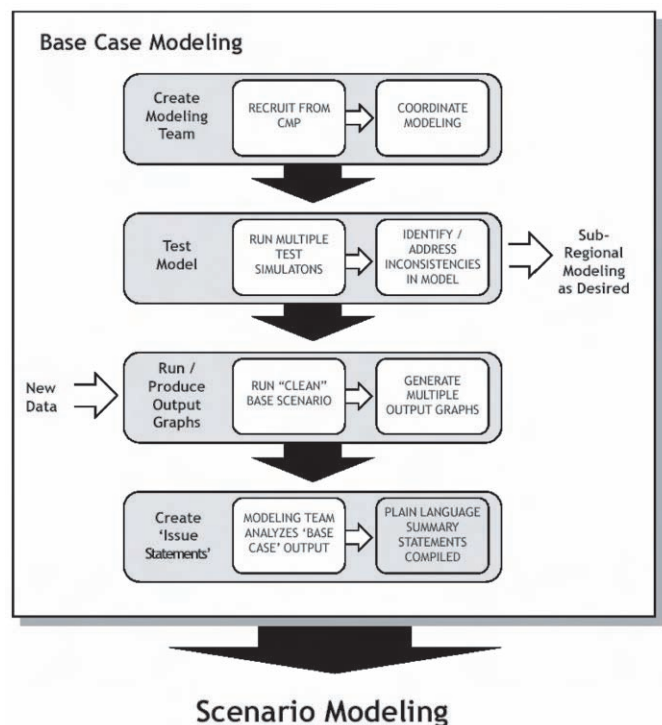 Base Case Modeling
Create
Modeling
Team
RECRUIT FROM
CMP
COORDINATE
MODELING
Test
Model
RUN MULTIPLE
TEST
SIMULATONS
IDENTIFY /
ADDRESS
INCONSISTENCIES
IN MODEL
Sub-
Regional
Modeling
as Desired
New
Data
Run /
Produce
Output
Graphs
RUN “CLEAN”
BASE SCENARIO
GENERATE
MULTIPLE
OUTPUT GRAPHS
Create
‘Issue
Statements’
MODELING TEAM
ANALYZES ‘BASE
CASE’ OUTPUT
PLAIN LANGUAGE
SUMMARY
STATEMENTS
COMPILED
Scenario Modeling